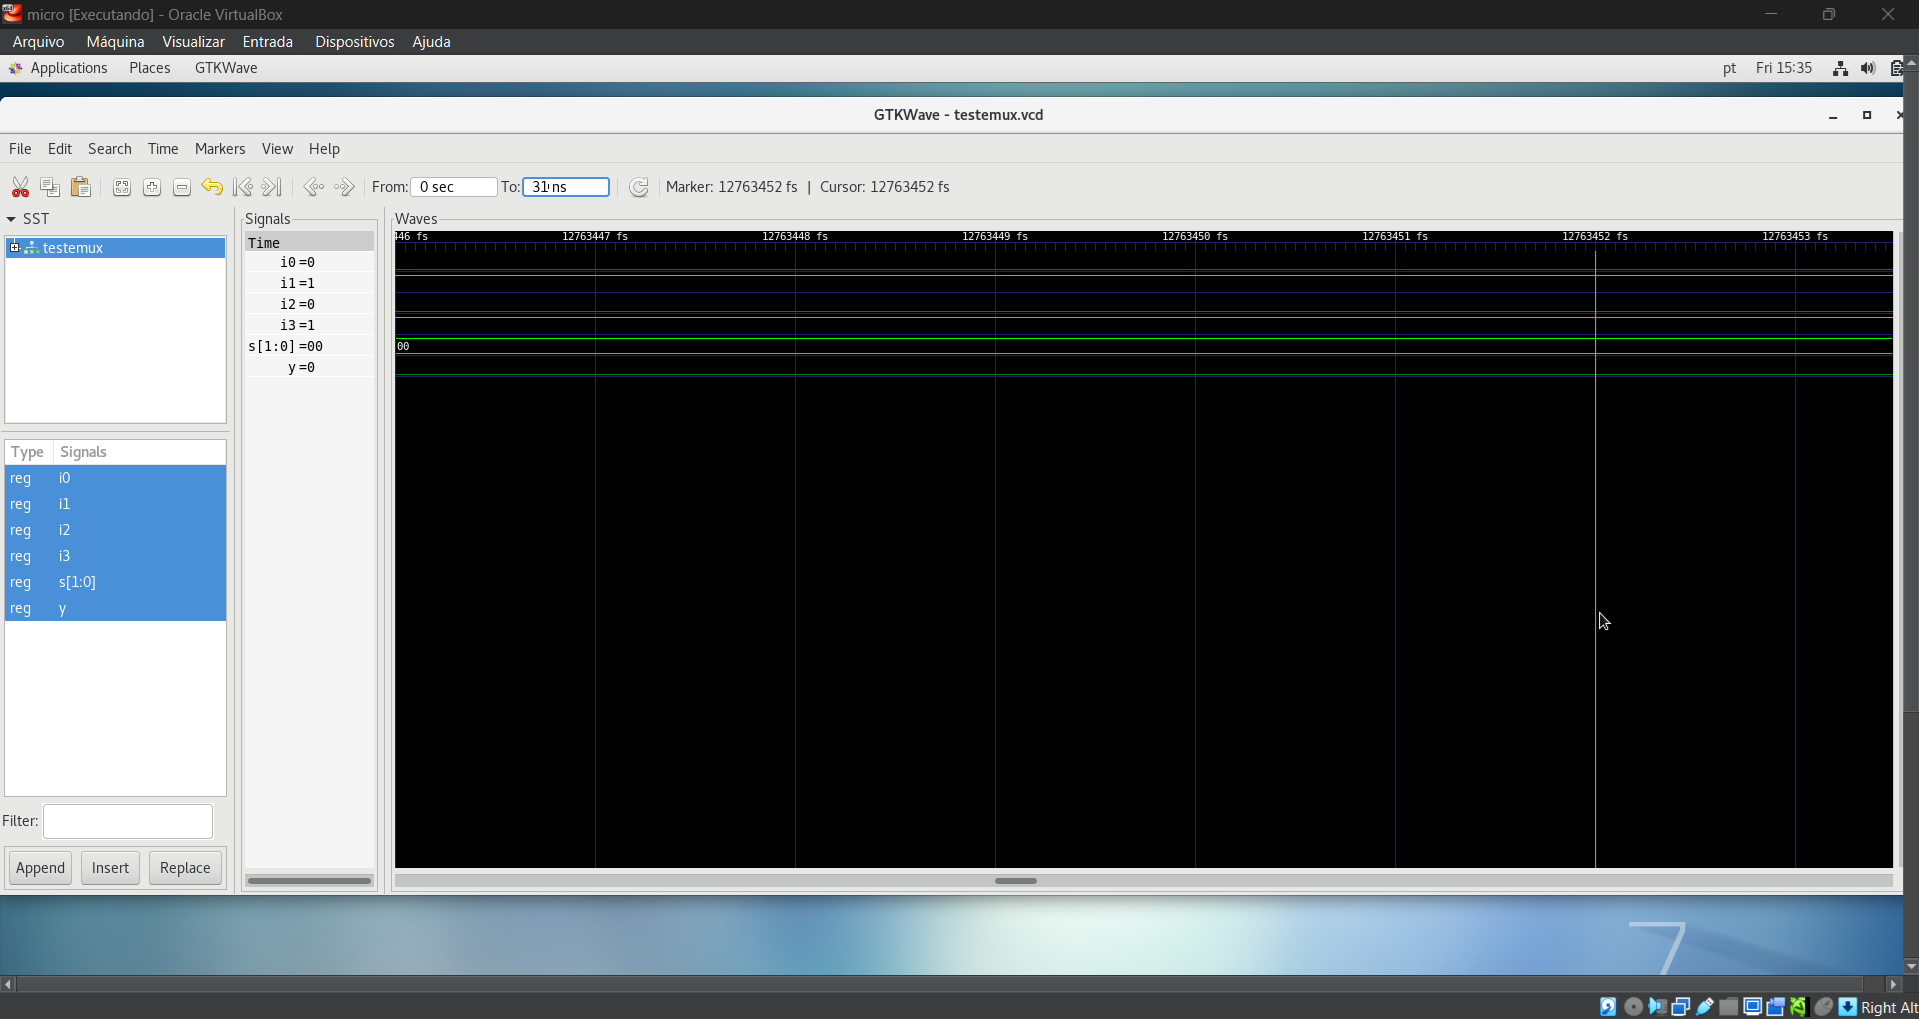 micro [Executando] - Oracle VirtualBox
Arquivo Máquina Visualizar Entrada Dispositivos Ajuda
Applications Places GTKWave pt Fri 15:35
GTKWave - testemux.vcd
File Edit Search Time Markers View Help
From: 0 sec To: 31 ns Marker: 12763452 fs | Cursor: 12763452 fs
SST
testemux
Signals
Time
i0=0
i1=1
i2=0
i3=1
s[1:0]=00
y=0
Waves
446 fs 12763447 fs 12763448 fs 12763449 fs 12763450 fs 12763451 fs 12763452 fs 12763453 fs
00
Type Signals
reg i0
reg i1
reg i2
reg i3
reg s[1:0]
reg y
Filter:
Append Insert Replace
7
Right Alt